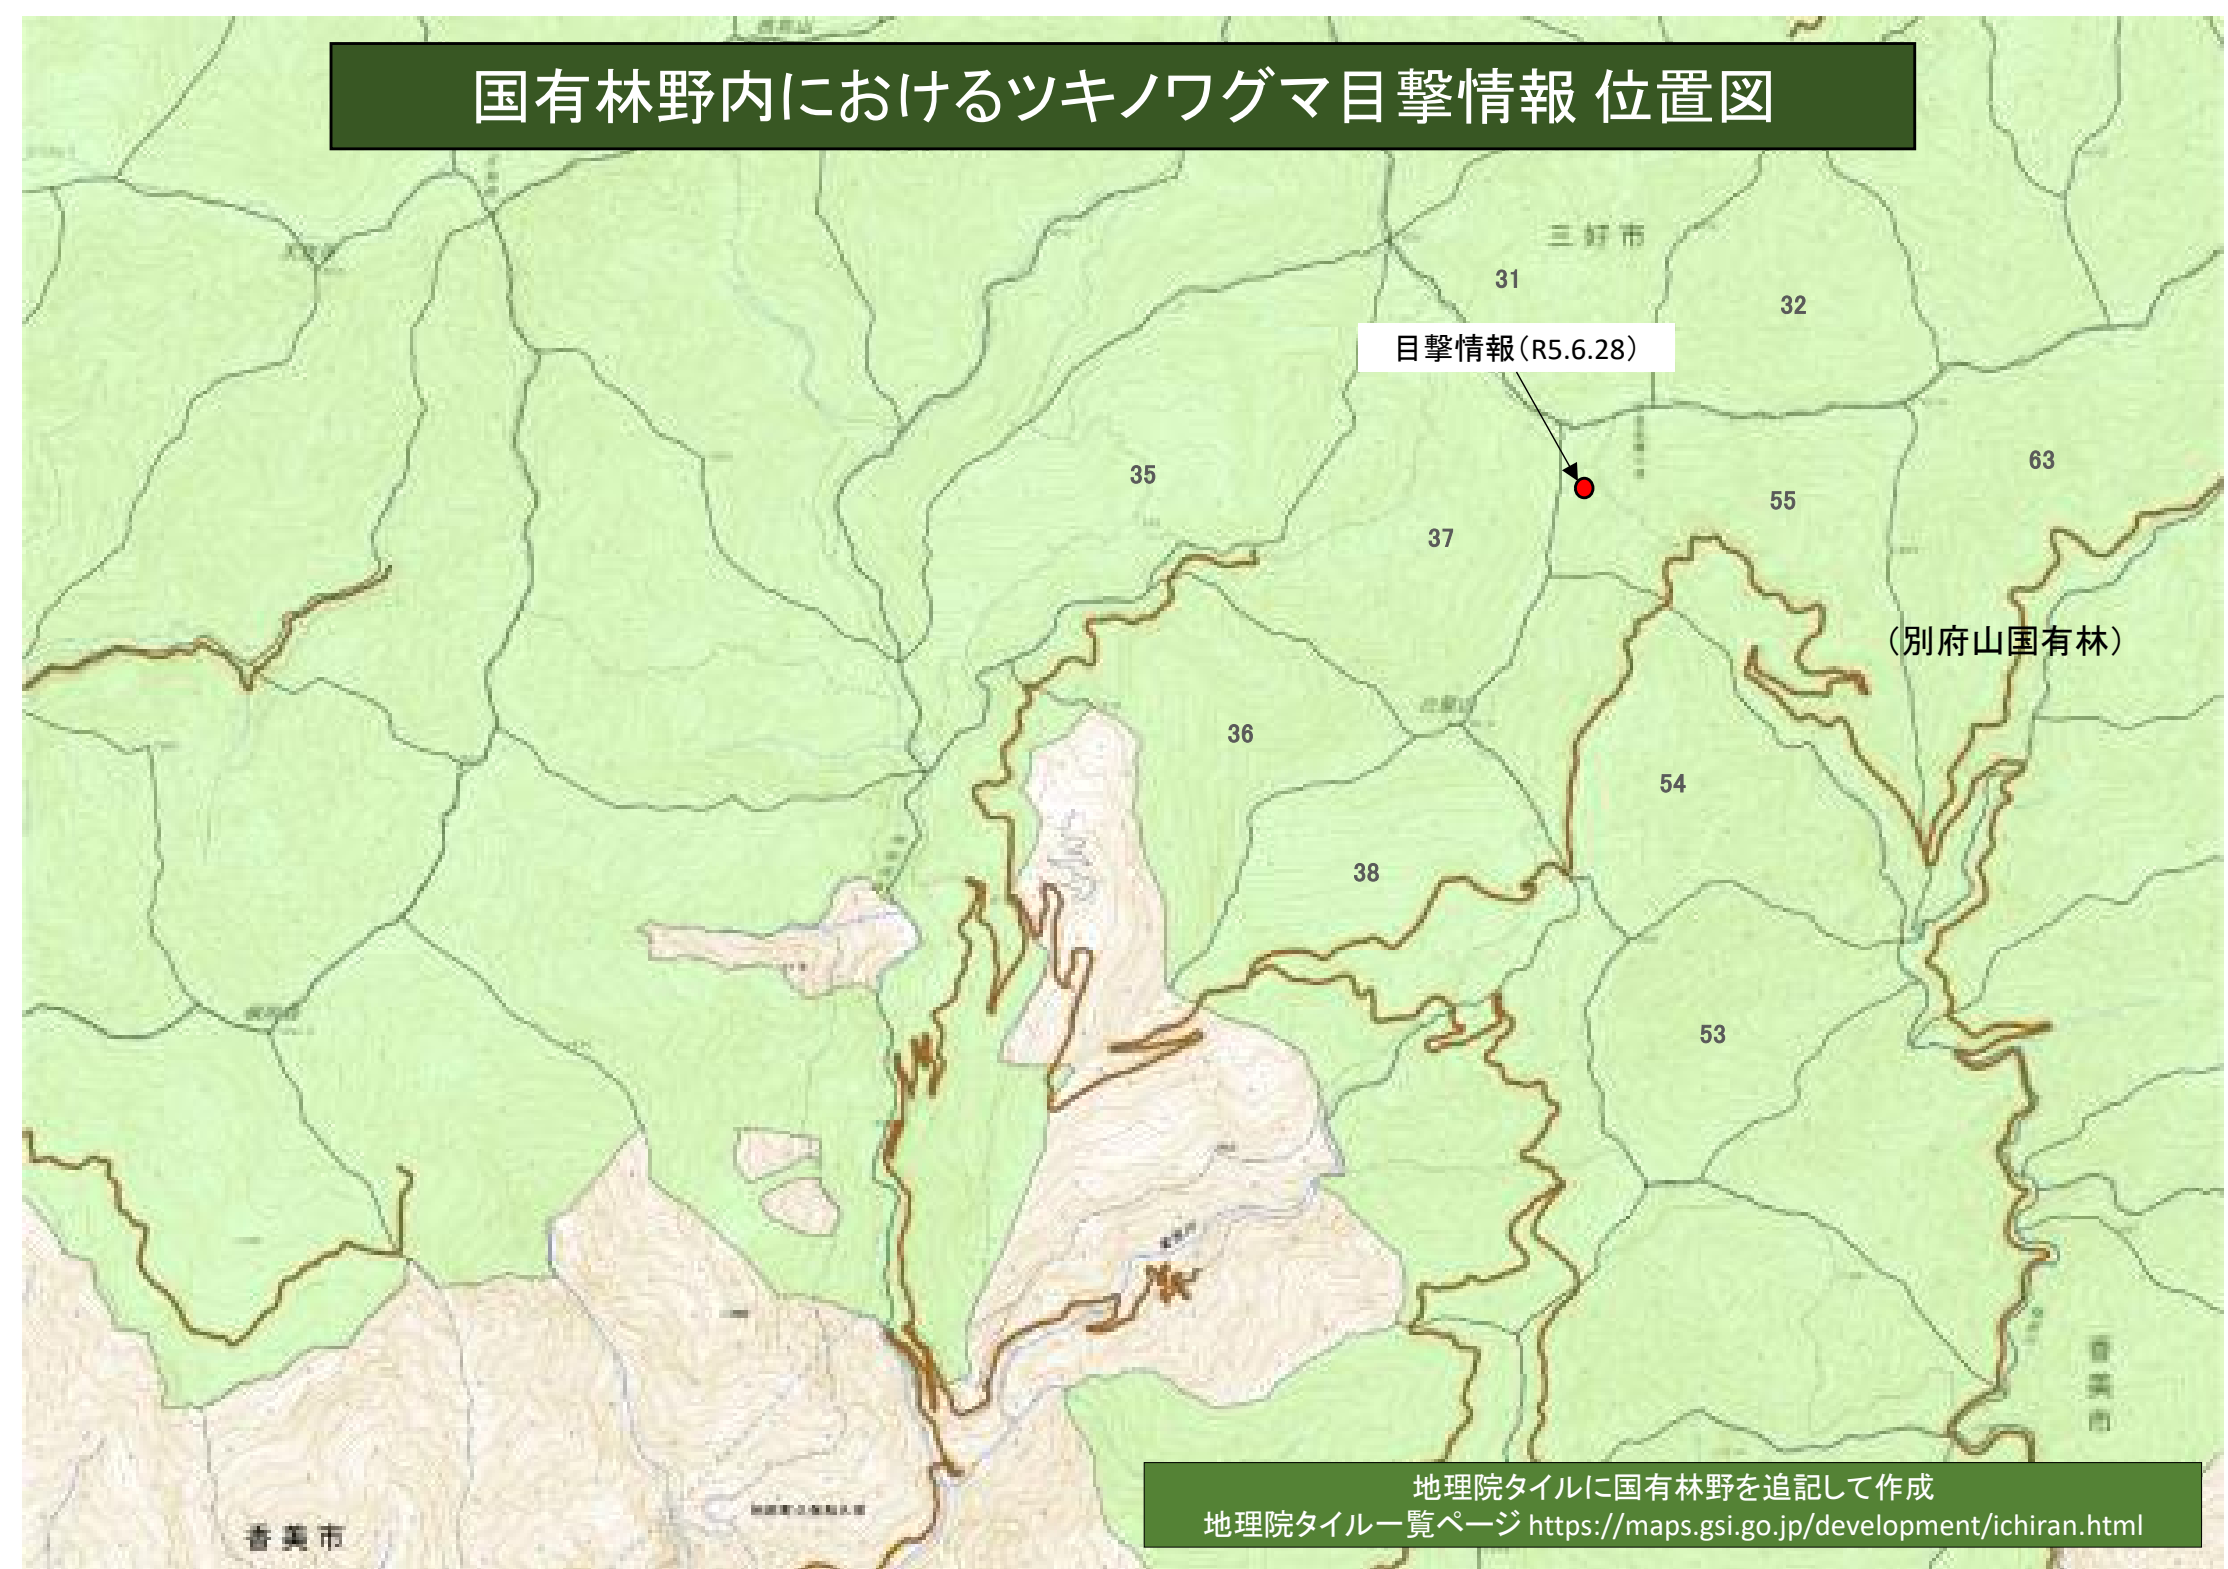 国有林野内におけるツキノワグマ目撃情報 位置図
三好市
31
32
目撃情報（R5.6.28）
35
63
55
37
（別府山国有林）
36
54
38
53
香美市
香美市
地理院タイルに国有林野を追記して作成
地理院タイル一覧ページ https://maps.gsi.go.jp/development/ichiran.html